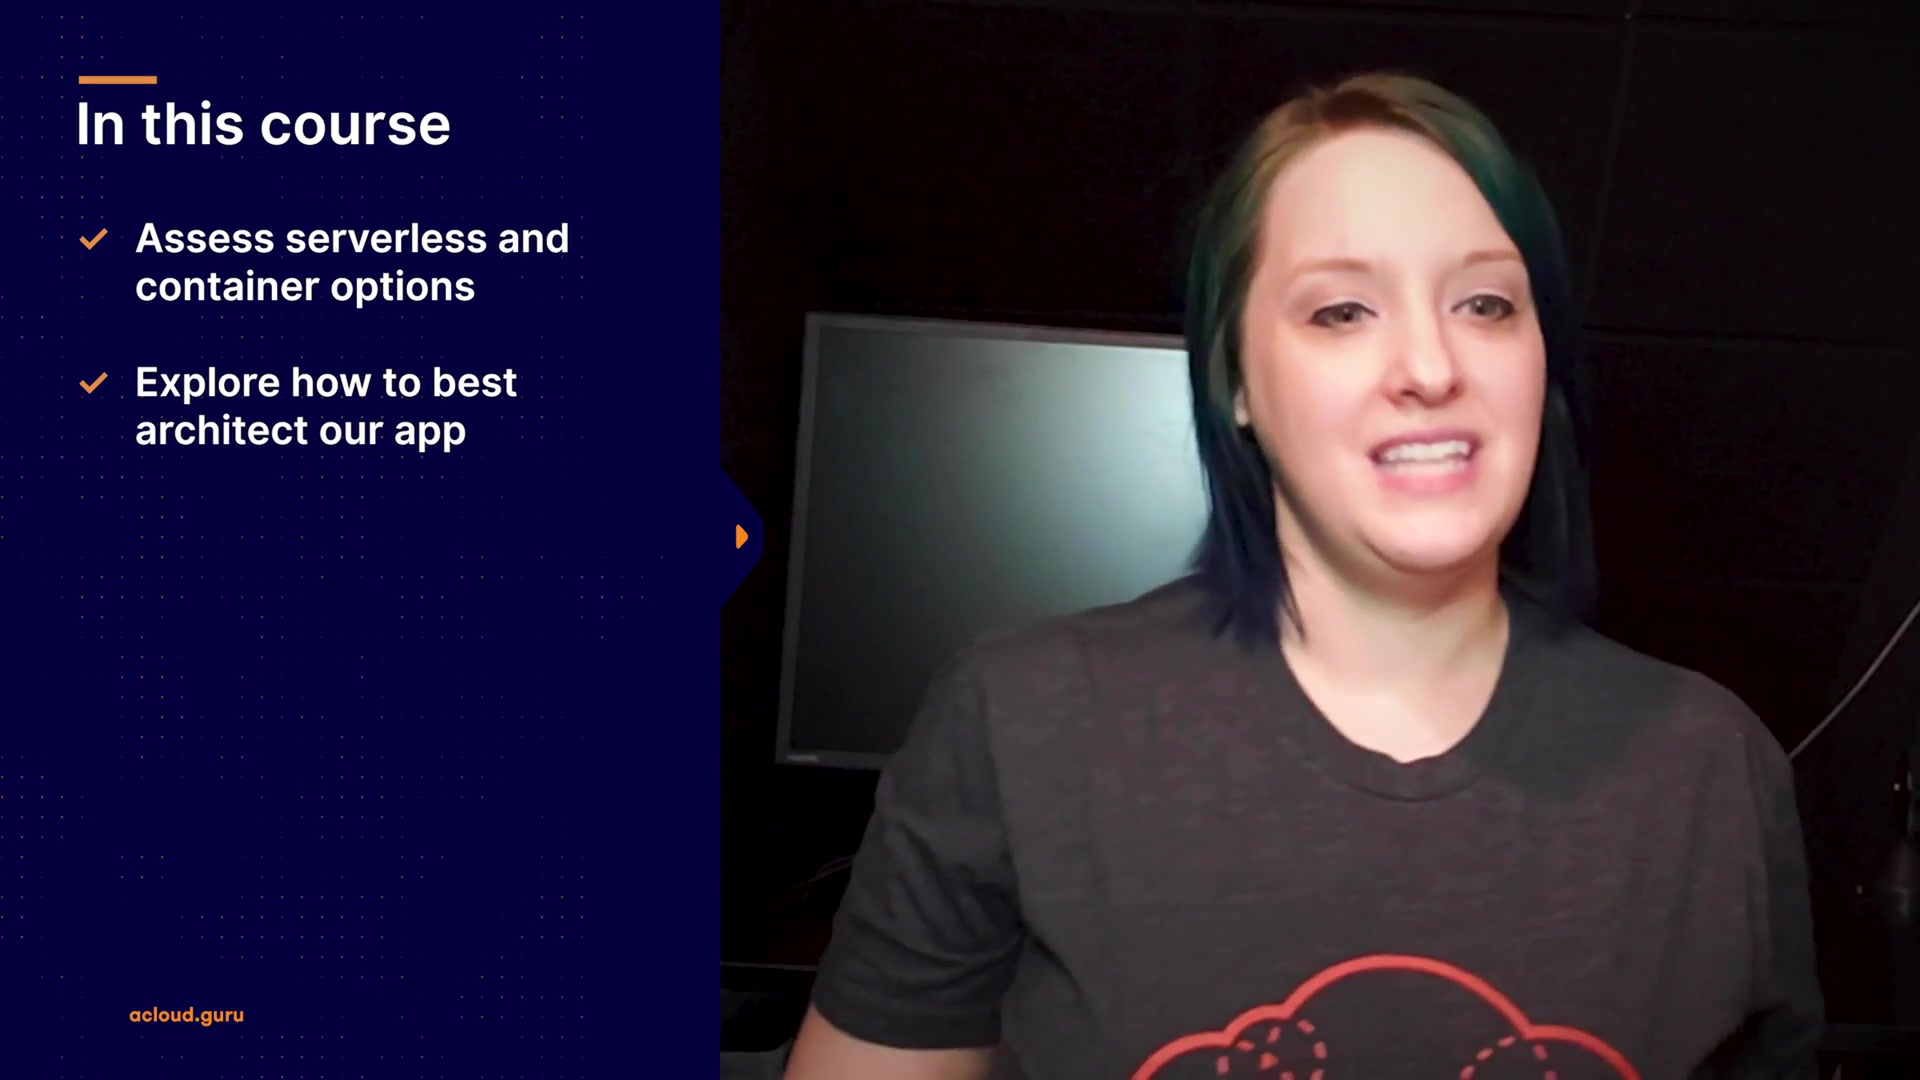 In this course
Assess serverless and
container options
Explore how to best
architect our app
acloud.guru